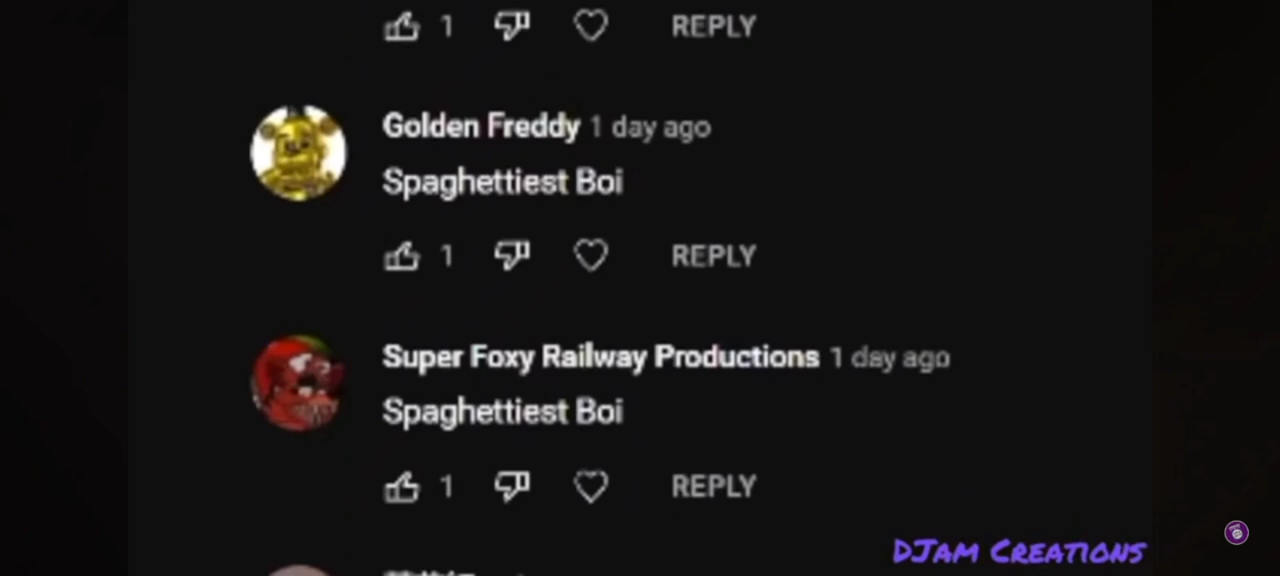 1 REPLY
Golden Freddy 1 day ago
Spaghettiest Boi
1 REPLY
Super Foxy Railway Productions 1 day ago
Spaghettiest Boi
1 REPLY
DJam Creations